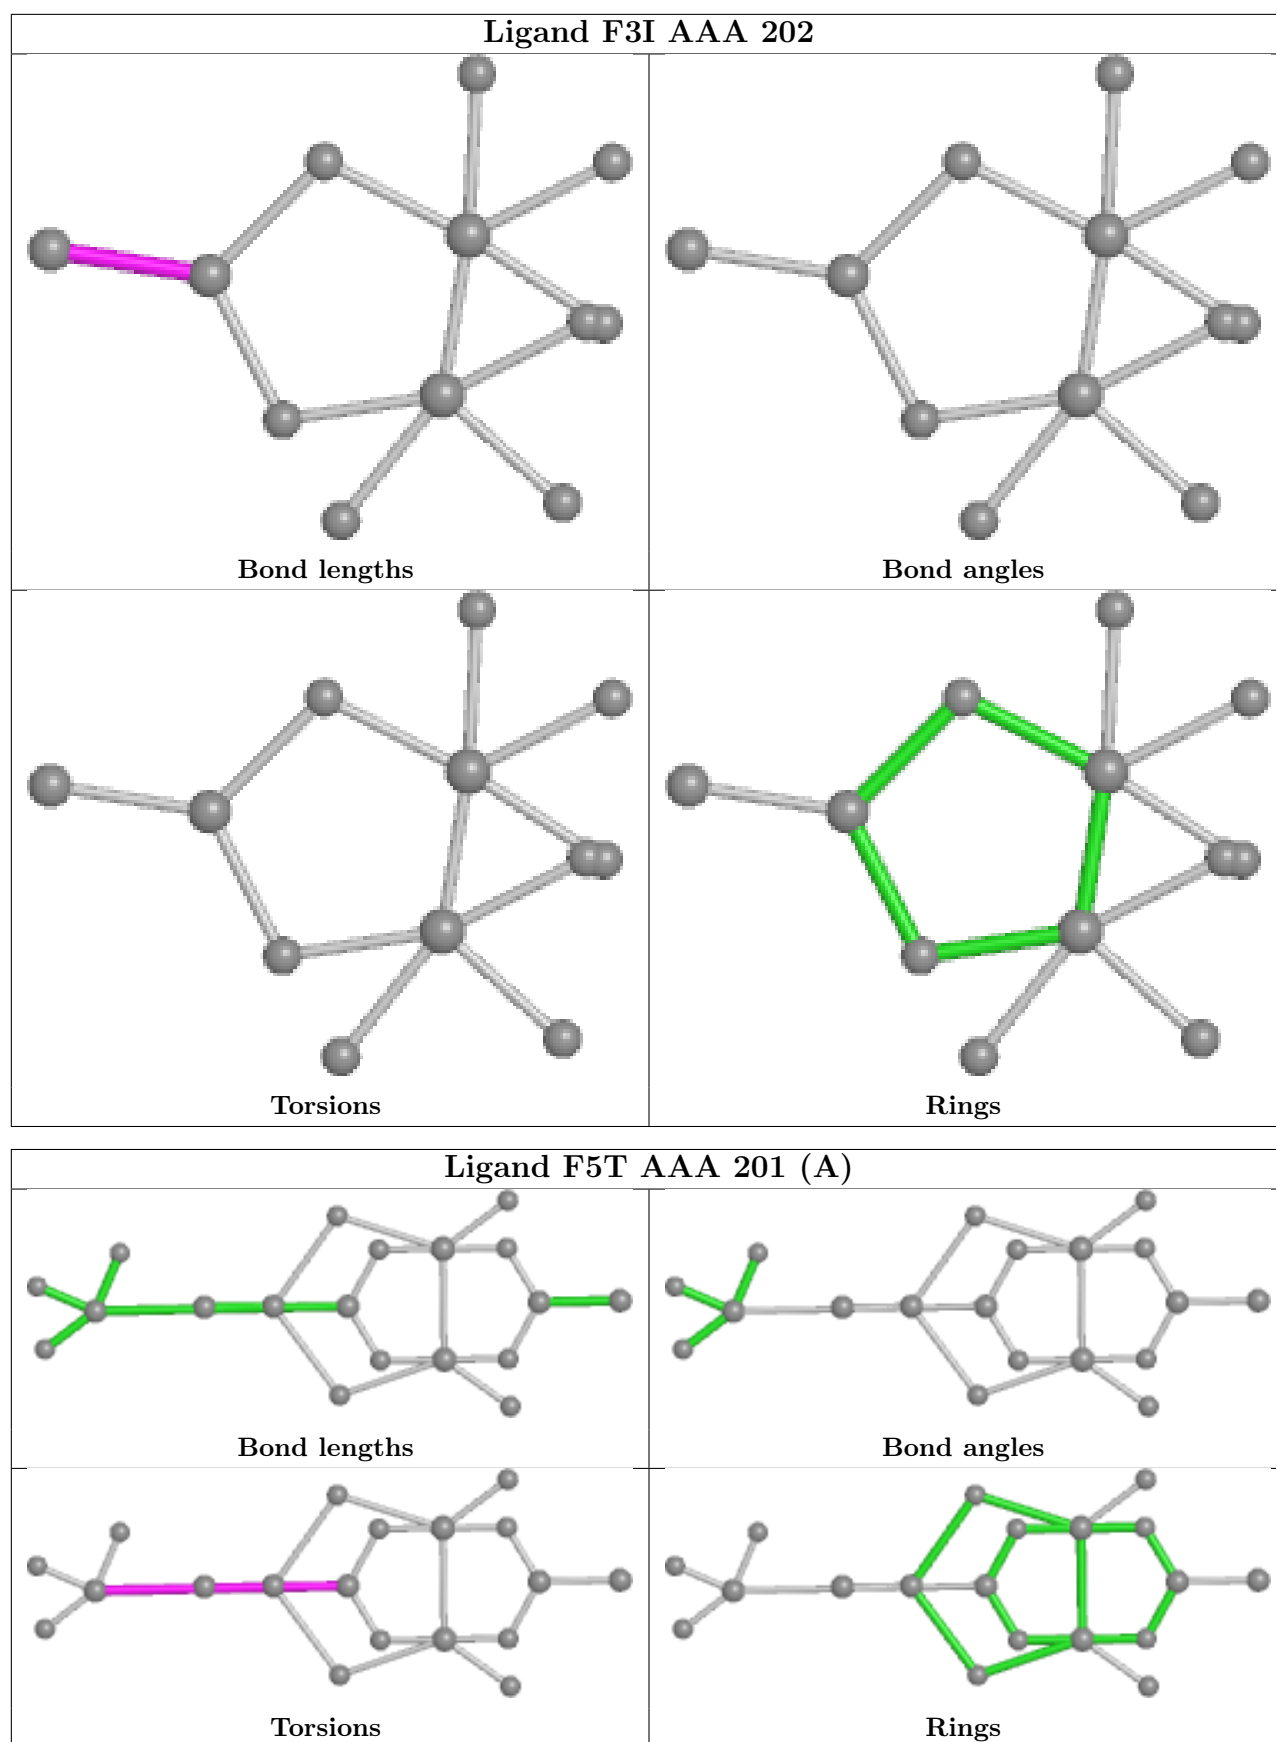 Ligand F3I AAA 202
Bond lengths
Bond angles
Torsions
Rings
Ligand F5T AAA 201 (A)
Bond lengths
Bond angles
Torsions
Rings